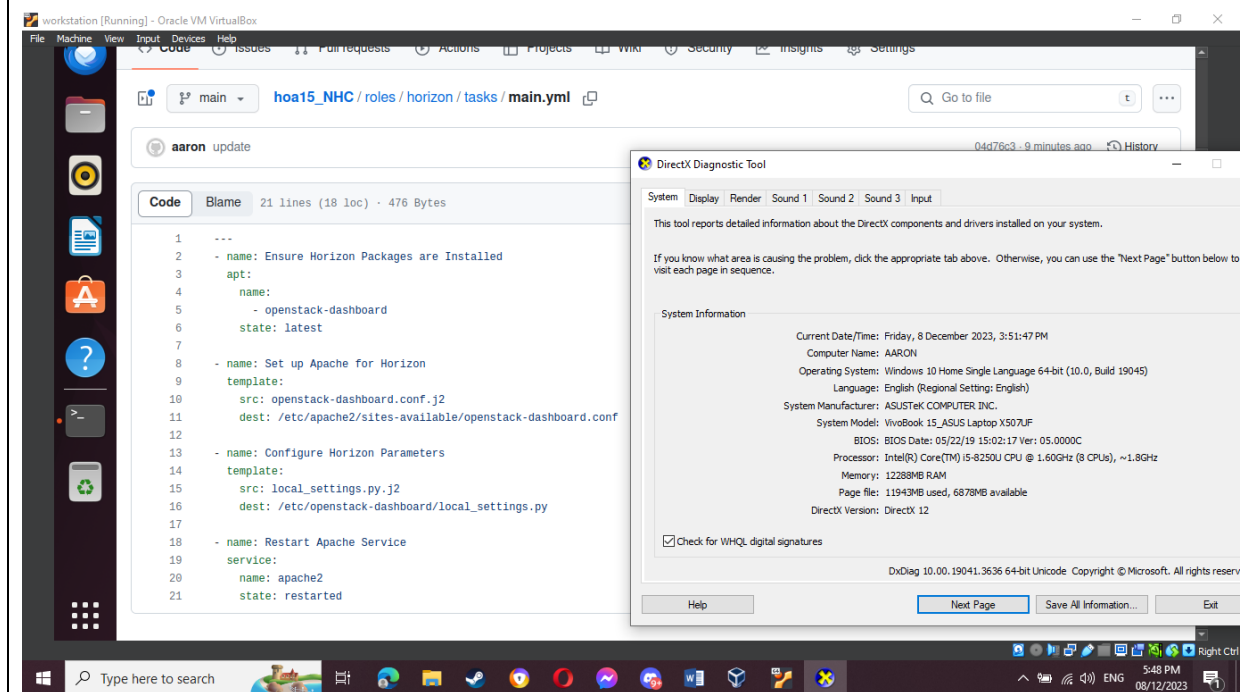 workstation [Running] - Oracle VM VirtualBox
File Machine View Input Devices Help
Code Issues Pull requests Actions Projects Wiki Security Insights Settings
main hoa15_NHC / roles / horizon / tasks / main.yml Go to file t
aaron update 04d76c3 · 9 minutes ago History
Code Blame 21 lines (18 loc) · 476 Bytes
1 ---
2 - name: Ensure Horizon Packages are Installed
3 apt:
4 name:
5 - openstack-dashboard
6 state: latest
7
8 - name: Set up Apache for Horizon
9 template:
10 src: openstack-dashboard.conf.j2
11 dest: /etc/apache2/sites-available/openstack-dashboard.conf
12
13 - name: Configure Horizon Parameters
14 template:
15 src: local_settings.py.j2
16 dest: /etc/openstack-dashboard/local_settings.py
17
18 - name: Restart Apache Service
19 service:
20 name: apache2
21 state: restarted
DirectX Diagnostic Tool
System Display Render Sound 1 Sound 2 Sound 3 Input
This tool reports detailed information about the DirectX components and drivers installed on your system.
If you know what area is causing the problem, click the appropriate tab above. Otherwise, you can use the "Next Page" button below to
visit each page in sequence.
System Information
Current Date/Time: Friday, 8 December 2023, 3:51:47 PM
Computer Name: AARON
Operating System: Windows 10 Home Single Language 64-bit (10.0, Build 19045)
Language: English (Regional Setting: English)
System Manufacturer: ASUSTeK COMPUTER INC.
System Model: VivoBook 15_ASUS Laptop X507UF
BIOS: BIOS Date: 05/22/19 15:02:17 Ver: 05.0000C
Processor: Intel(R) Core(TM) i5-8250U CPU @ 1.60GHz (8 CPUs), ~1.8GHz
Memory: 12288MB RAM
Page file: 11943MB used, 6878MB available
DirectX Version: DirectX 12
Check for WHQL digital signatures
DxDiag 10.00.19041.3636 64-bit Unicode Copyright © Microsoft. All rights reserv
Help Next Page Save All Information... Exit
Right Ctrl
Type here to search
ENG 5:48 PM
08/12/2023